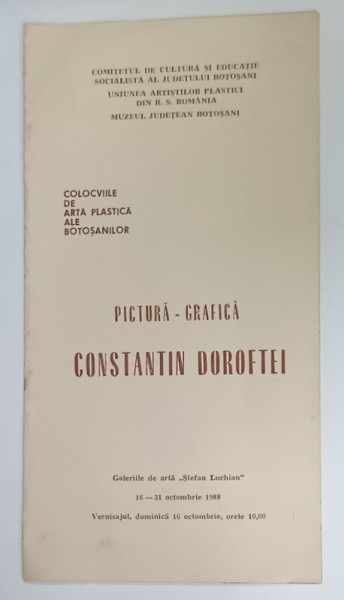 COMITETUL DE CULTURĂ ȘI EDUCAȚIE
SOCIALISTĂ AL JUDEȚULUI BOTOȘANI
UNIUNEA ARTIȘTILOR PLASTICI
DIN R. S. ROMÂNIA
MUZEUL JUDEȚEAN BOTOȘANI
COLOCVIILE
DE
ARTA PLASTICĂ
ALE
BOTOȘANILOR
PICTURĂ - GRAFICĂ
CONSTANTIN DOROFTEI
Galeriile de artă „Ștefan Luchian"
16 — 31 octombrie 1988
Vernisajul, duminică 16 octombrie, orele 10,00